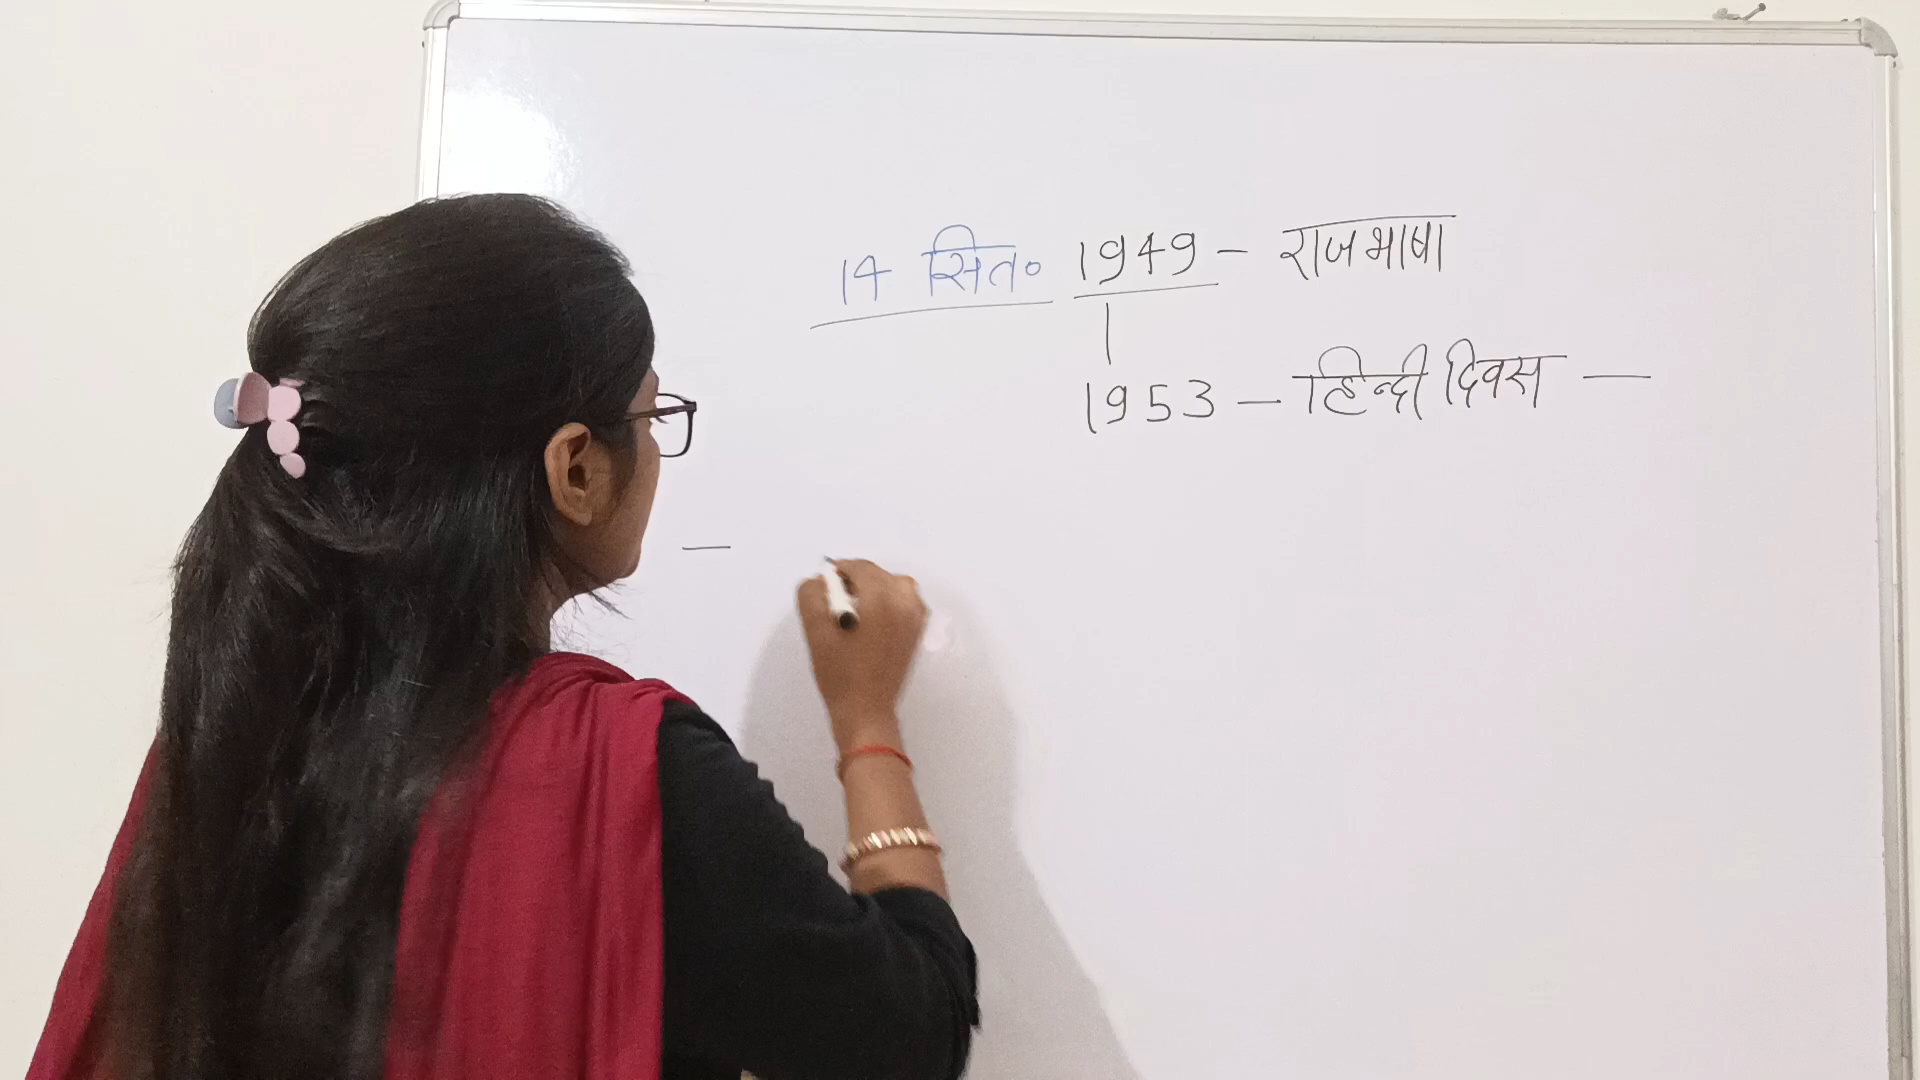 14 सित० 1949 – राजभाषा
1953 – हिन्दी दिवस —